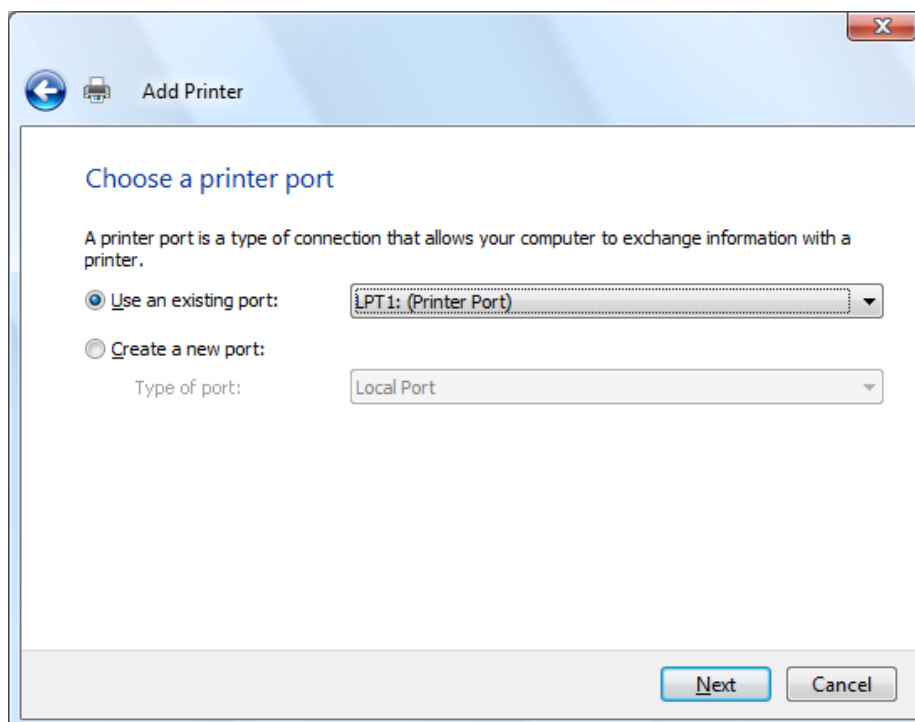 Add Printer
Choose a printer port
A printer port is a type of connection that allows your computer to exchange information with a
printer.
Use an existing port: LPT1: (Printer Port)
Create a new port:
Type of port: Local Port
Next Cancel